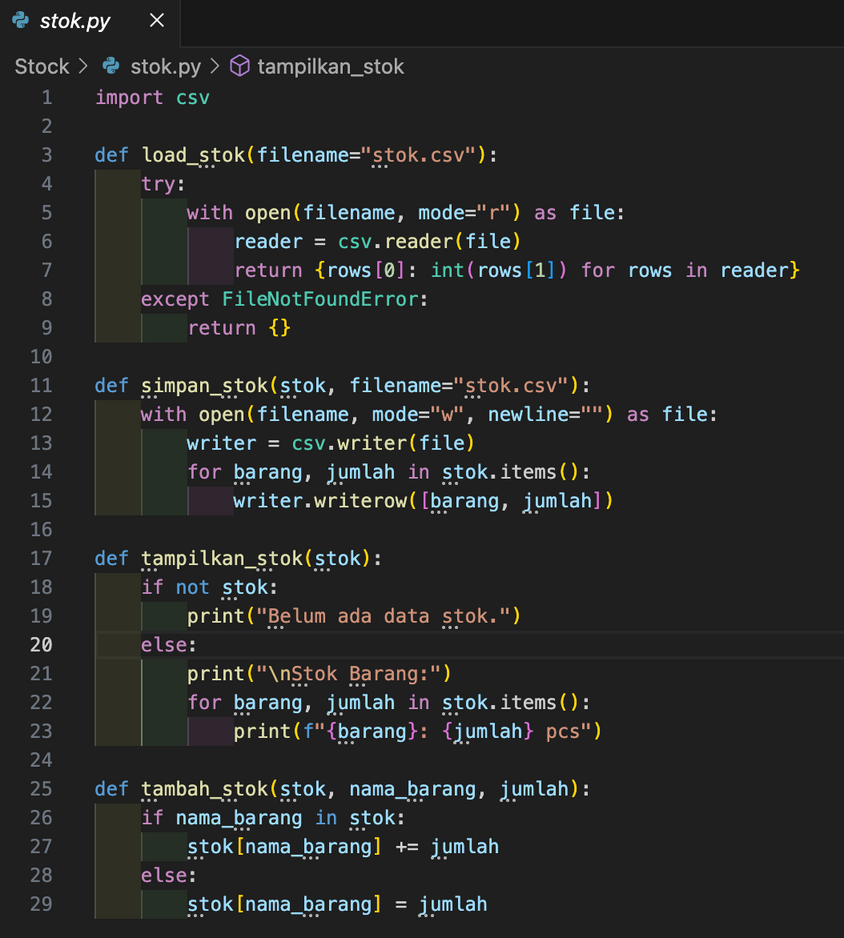 stok.py
Stock > stok.py > tampilkan_stok
1 import csv
2
3 def load_stok(filename="stok.csv"):
4     try:
5         with open(filename, mode="r") as file:
6             reader = csv.reader(file)
7             return {rows[0]: int(rows[1]) for rows in reader}
8     except FileNotFoundError:
9         return {}
10
11 def simpan_stok(stok, filename="stok.csv"):
12     with open(filename, mode="w", newline="") as file:
13         writer = csv.writer(file)
14         for barang, jumlah in stok.items():
15             writer.writerow([barang, jumlah])
16
17 def tampilkan_stok(stok):
18     if not stok:
19         print("Belum ada data stok.")
20     else:
21         print("\nStok Barang:")
22         for barang, jumlah in stok.items():
23             print(f"{barang}: {jumlah} pcs")
24
25 def tambah_stok(stok, nama_barang, jumlah):
26     if nama_barang in stok:
27         stok[nama_barang] += jumlah
28     else:
29         stok[nama_barang] = jumlah